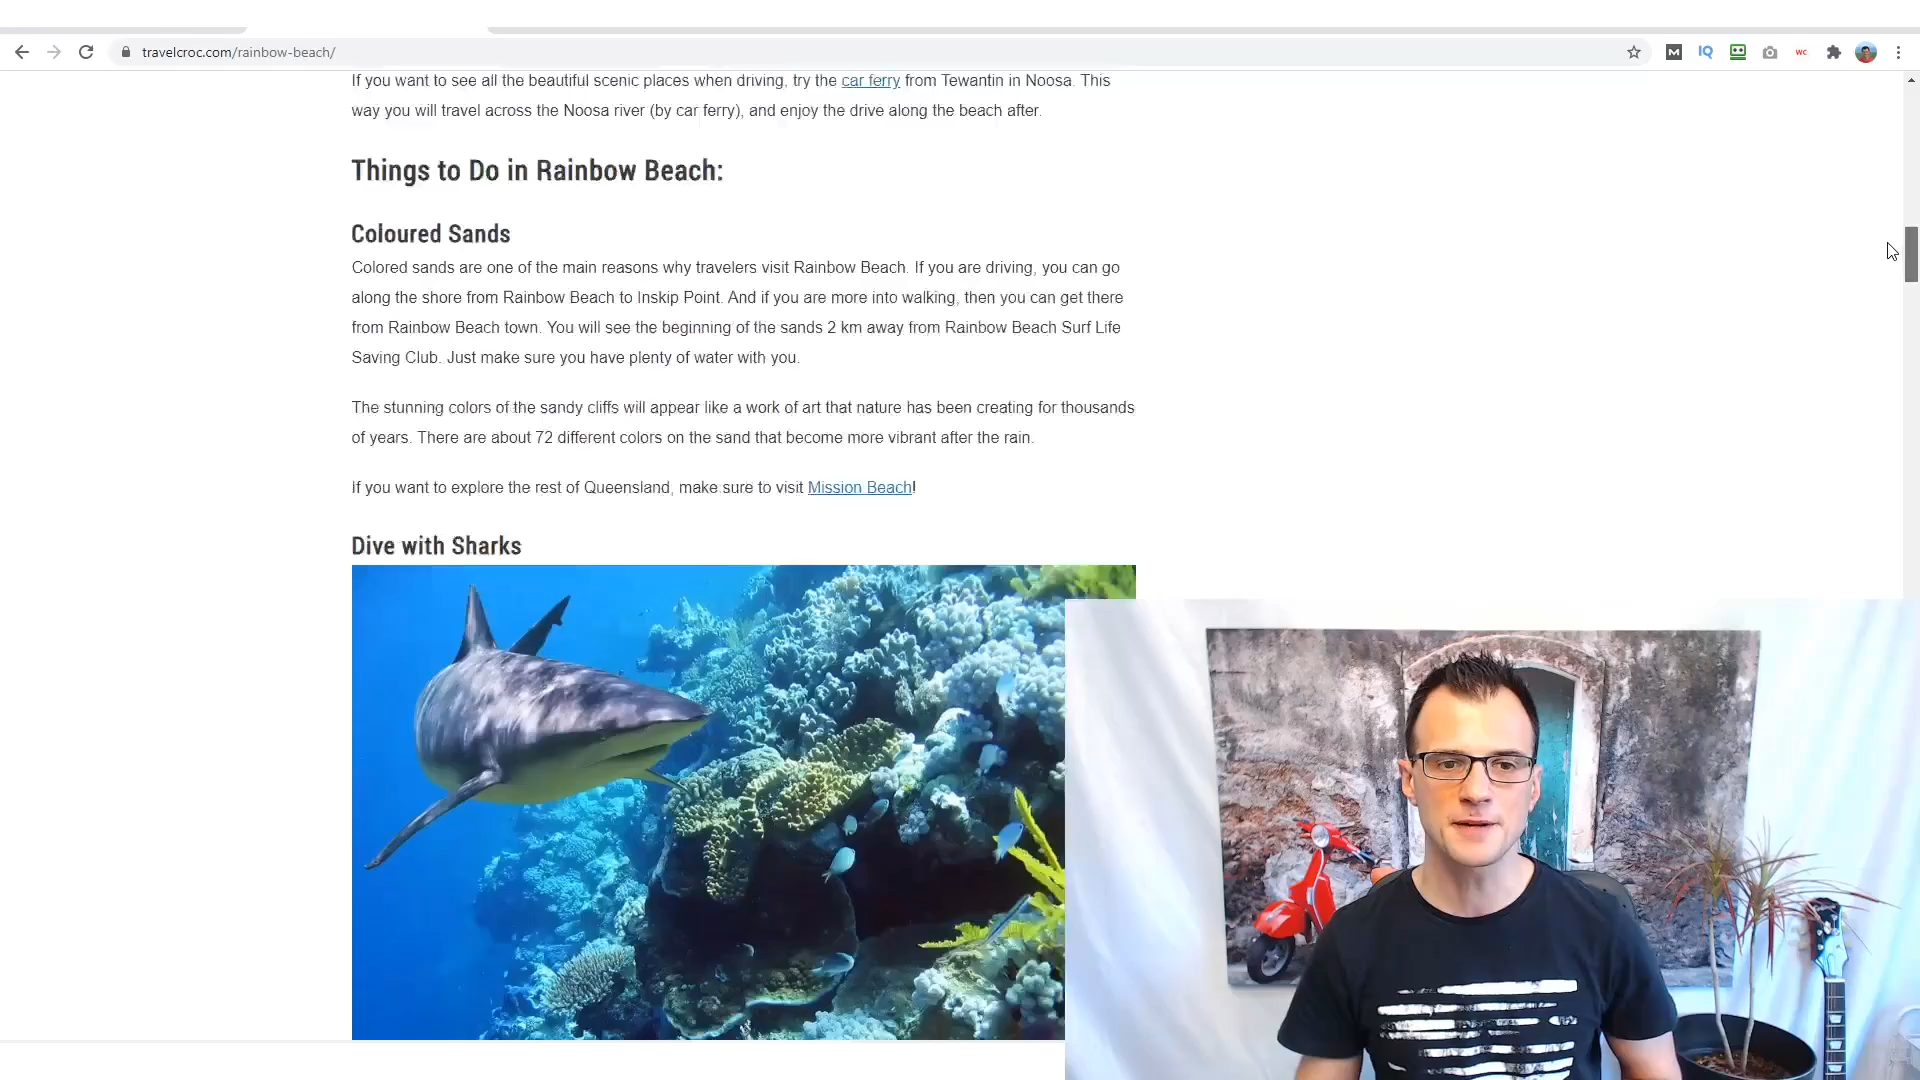 travelcroc.com/rainbow-beach/
M
IQ
WC
If you want to see all the beautiful scenic places when driving, try the car ferry from Tewantin in Noosa. This
way you will travel across the Noosa river (by car ferry), and enjoy the drive along the beach after.
Things to Do in Rainbow Beach:
Coloured Sands
Colored sands are one of the main reasons why travelers visit Rainbow Beach. If you are driving, you can go
along the shore from Rainbow Beach to Inskip Point. And if you are more into walking, then you can get there
from Rainbow Beach town. You will see the beginning of the sands 2 km away from Rainbow Beach Surf Life
Saving Club. Just make sure you have plenty of water with you.
The stunning colors of the sandy cliffs will appear like a work of art that nature has been creating for thousands
of years. There are about 72 different colors on the sand that become more vibrant after the rain.
If you want to explore the rest of Queensland, make sure to visit Mission Beach!
Dive with Sharks